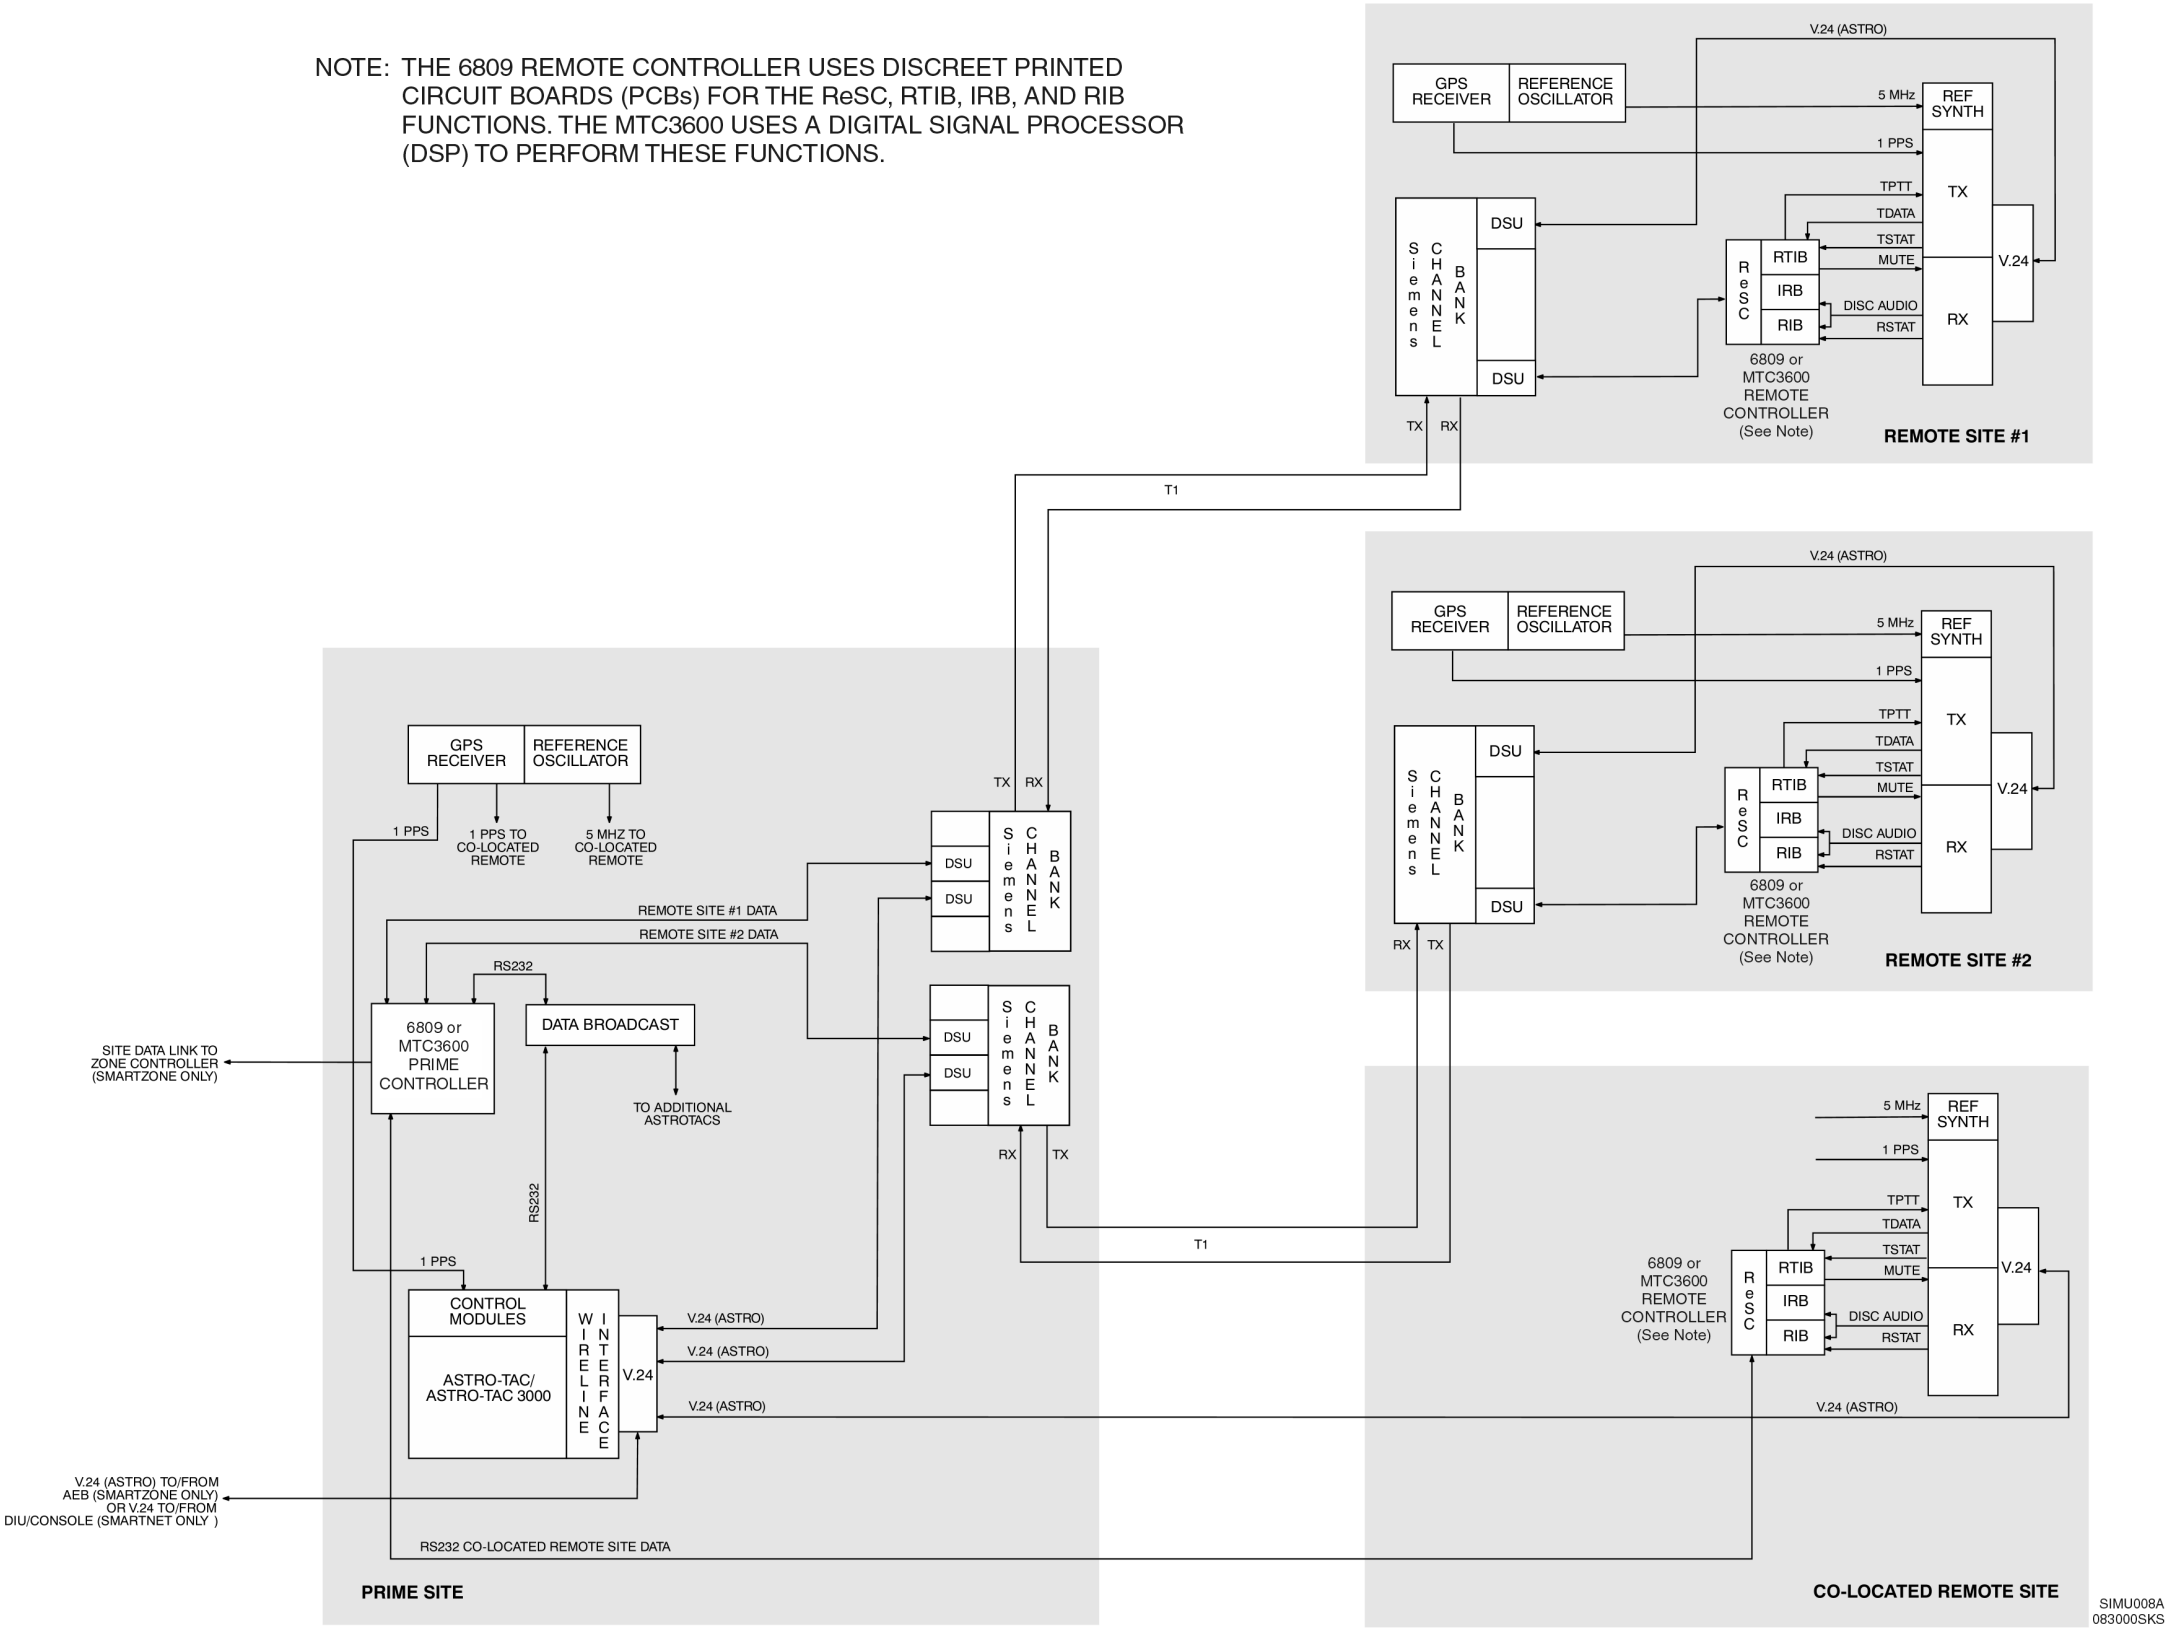 NOTE: THE 6809 REMOTE CONTROLLER USES DISCREET PRINTED
CIRCUIT BOARDS (PCBs) FOR THE ReSC, RTIB, IRB, AND RIB
FUNCTIONS. THE MTC3600 USES A DIGITAL SIGNAL PROCESSOR
(DSP) TO PERFORM THESE FUNCTIONS.
V.24 (ASTRO)
GPS
RECEIVER
REFERENCE
OSCILLATOR
5 MHz
REF
SYNTH
1 PPS
TPTT
TX
TDATA
TSTAT
MUTE
V.24
DSU
Siemens
CHANNEL
BANK
DSU
ReSC
RTIB
IRB
RIB
DISC AUDIO
RSTAT
RX
6809 or
MTC3600
REMOTE
CONTROLLER
(See Note)
REMOTE SITE #1
TX
RX
T1
V.24 (ASTRO)
GPS
RECEIVER
REFERENCE
OSCILLATOR
5 MHz
REF
SYNTH
1 PPS
TPTT
TX
TDATA
TSTAT
MUTE
V.24
DSU
Siemens
CHANNEL
BANK
DSU
ReSC
RTIB
IRB
RIB
DISC AUDIO
RSTAT
RX
6809 or
MTC3600
REMOTE
CONTROLLER
(See Note)
REMOTE SITE #2
RX
TX
GPS
RECEIVER
REFERENCE
OSCILLATOR
1 PPS
1 PPS TO
CO-LOCATED
REMOTE
5 MHZ TO
CO-LOCATED
REMOTE
TX
RX
DSU
DSU
Siemens
CHANNEL
BANK
REMOTE SITE #1 DATA
REMOTE SITE #2 DATA
RS232
6809 or
MTC3600
PRIME
CONTROLLER
DATA BROADCAST
SITE DATA LINK TO
ZONE CONTROLLER
(SMARTZONE ONLY)
TO ADDITIONAL
ASTROTACS
DSU
DSU
Siemens
CHANNEL
BANK
RX
TX
T1
RS232
1 PPS
CONTROL
MODULES
ASTRO-TAC/
ASTRO-TAC 3000
WIRELINE
INTERFACE
V.24
V.24 (ASTRO)
V.24 (ASTRO)
V.24 (ASTRO)
V.24 (ASTRO) TO/FROM
AEB (SMARTZONE ONLY)
OR V.24 TO/FROM
DIU/CONSOLE (SMARTNET ONLY )
RS232 CO-LOCATED REMOTE SITE DATA
PRIME SITE
5 MHz
REF
SYNTH
1 PPS
TPTT
TX
TDATA
TSTAT
MUTE
V.24
6809 or
MTC3600
REMOTE
CONTROLLER
(See Note)
ReSC
RTIB
IRB
RIB
DISC AUDIO
RSTAT
RX
V.24 (ASTRO)
CO-LOCATED REMOTE SITE
SIMU008A
083000SKS